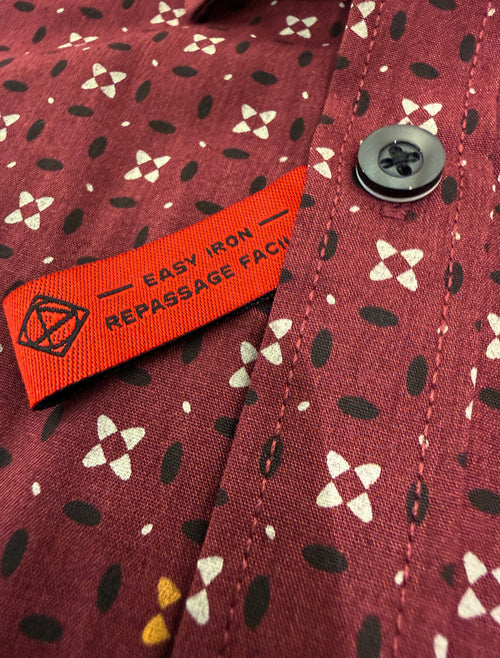 — EASY IRON —
REPASSAGE